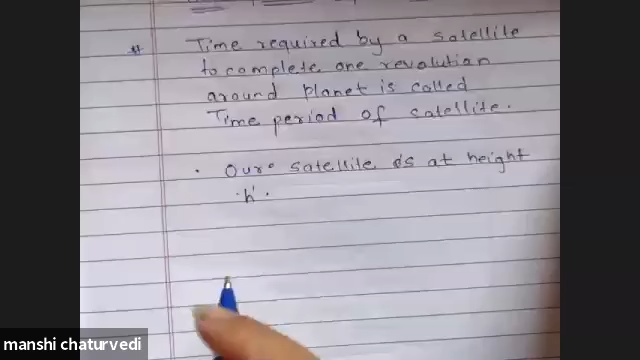 # Time required by a satellite
to complete one revolution
around planet is called
Time period of satellite.
• Our satellite is at height
'h'.
manshi chaturvedi